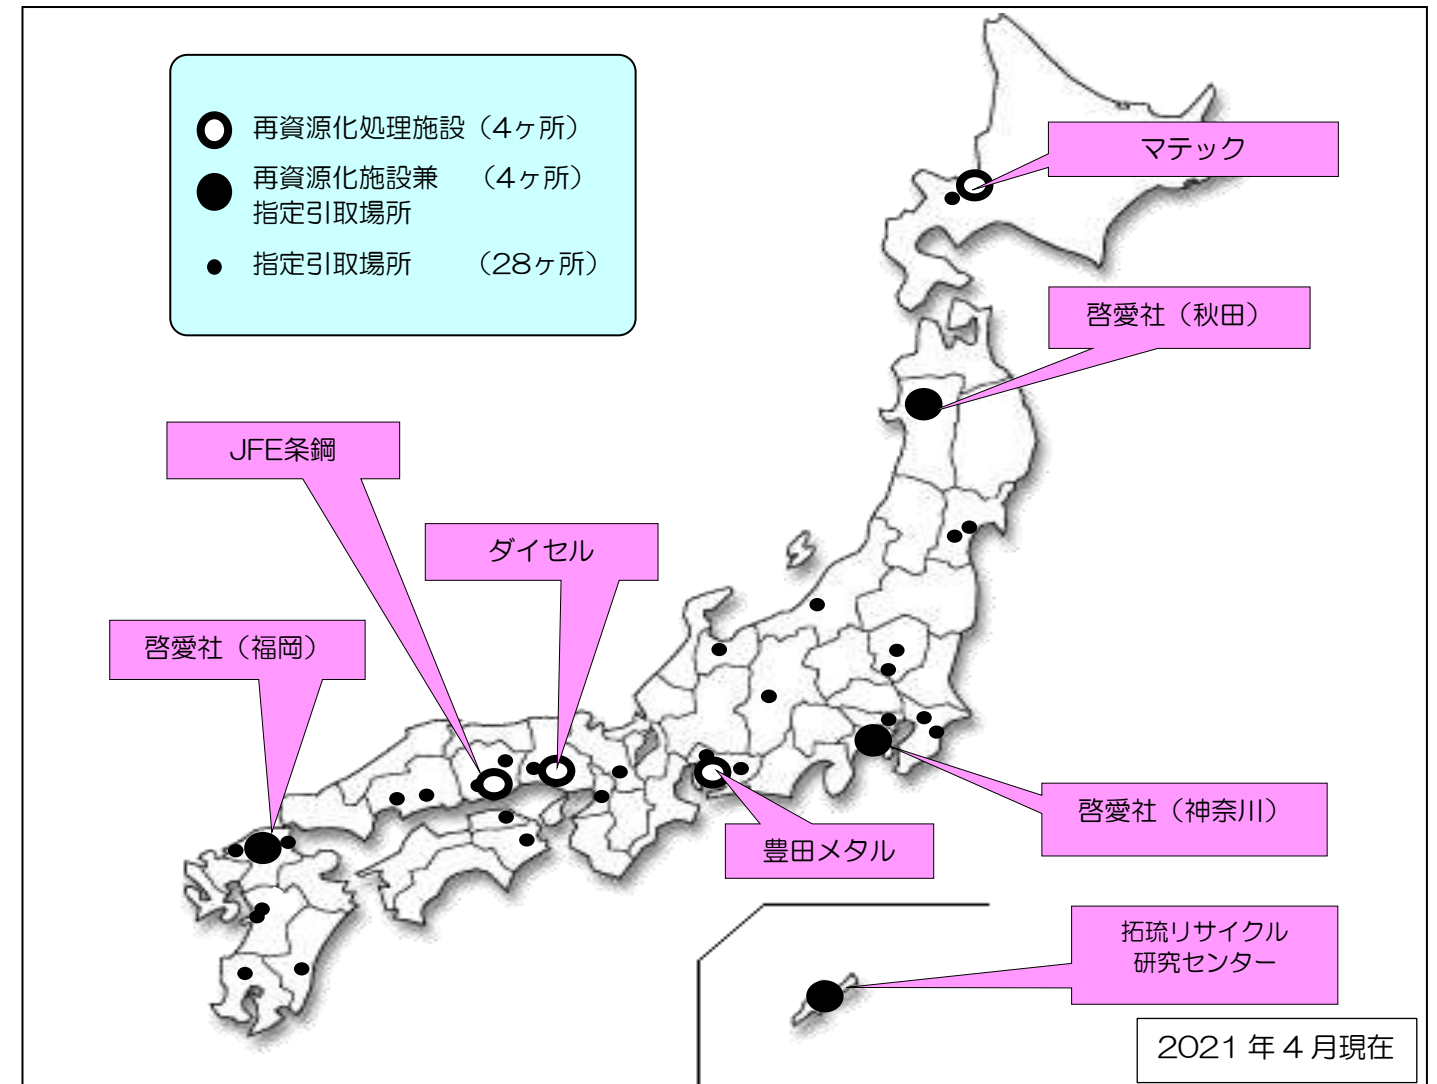 再資源化処理施設（4ヶ所）
再資源化施設兼　（4ヶ所）
指定引取場所
指定引取場所　（28ヶ所）
マテック
啓愛社（秋田）
JFE条鋼
ダイセル
啓愛社（福岡）
啓愛社（神奈川）
豊田メタル
拓琉リサイクル
研究センター
2021年4月現在